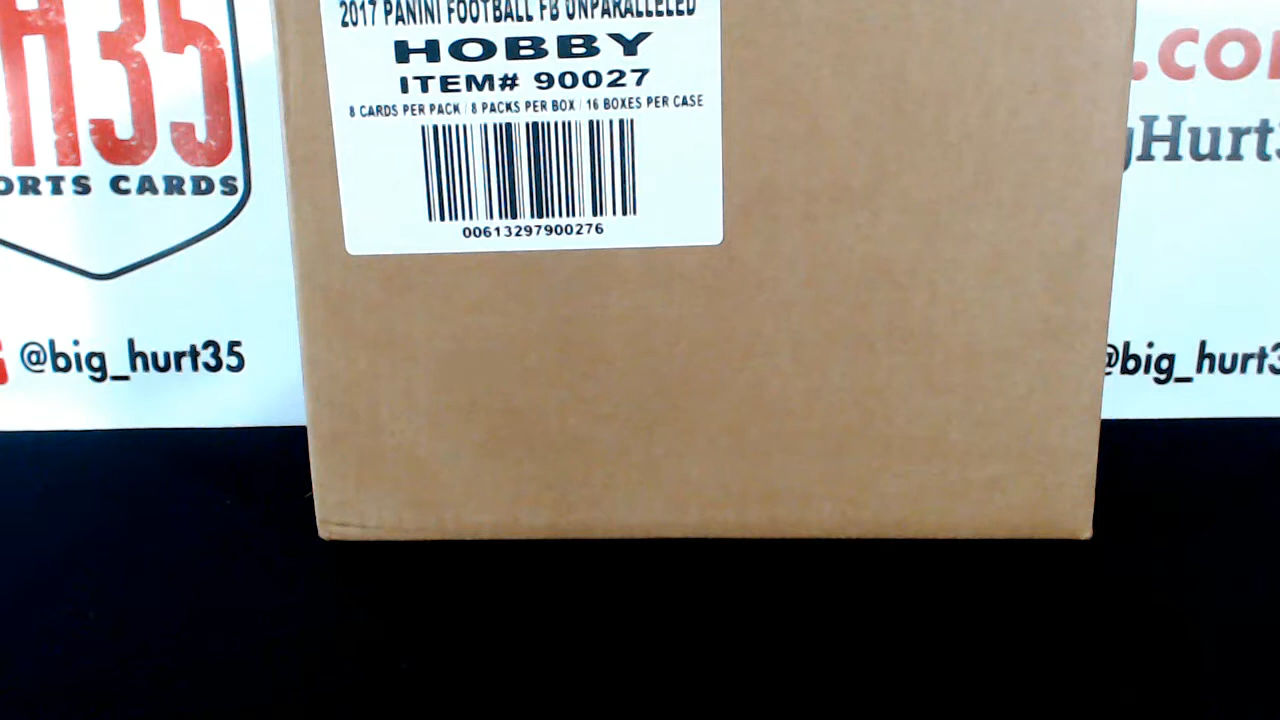 2017 PANINI FOOTBALL FB UNPARALLELED
HOBBY
ITEM# 90027
8 CARDS PER PACK / 8 PACKS PER BOX / 16 BOXES PER CASE
00613297900276
H35
ORTS CARDS
@big_hurt35
.co
gHurt3
@big_hurt3